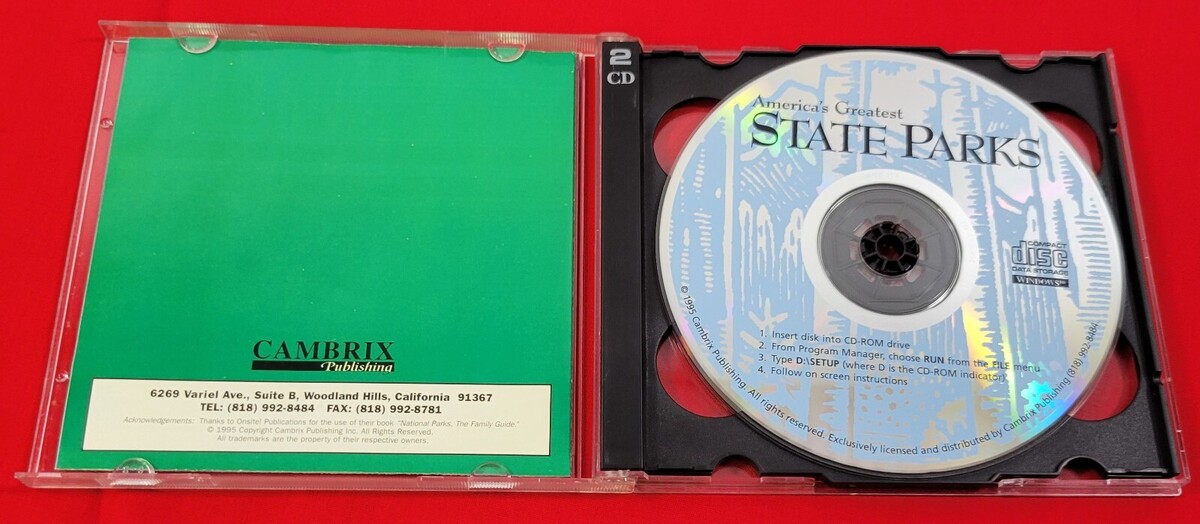 CAMBRIX
Publishing
6269 Variel Ave., Suite B, Woodland Hills, California 91367
TEL: (818) 992-8484 FAX: (818) 992-8781
Acknowledgements: Thanks to Onsite! Publications for the use of their book "National Parks, The Family Guide."
© 1995 Copyright Cambrix Publishing Inc. All Rights Reserved.
All trademarks are the property of their respective owners.
2
CD
America's Greatest
STATE PARKS
COMPACT
disc
DATA STORAGE
WINDOWS™
1. Insert disk into CD-ROM drive
2. From Program Manager, choose RUN from the FILE menu
3. Type D:\SETUP (where D is the CD-ROM indicator)
4. Follow on screen instructions
© 1995 Cambrix Publishing. All rights reserved. Exclusively licensed and distributed by Cambrix Publishing (818) 992-8484